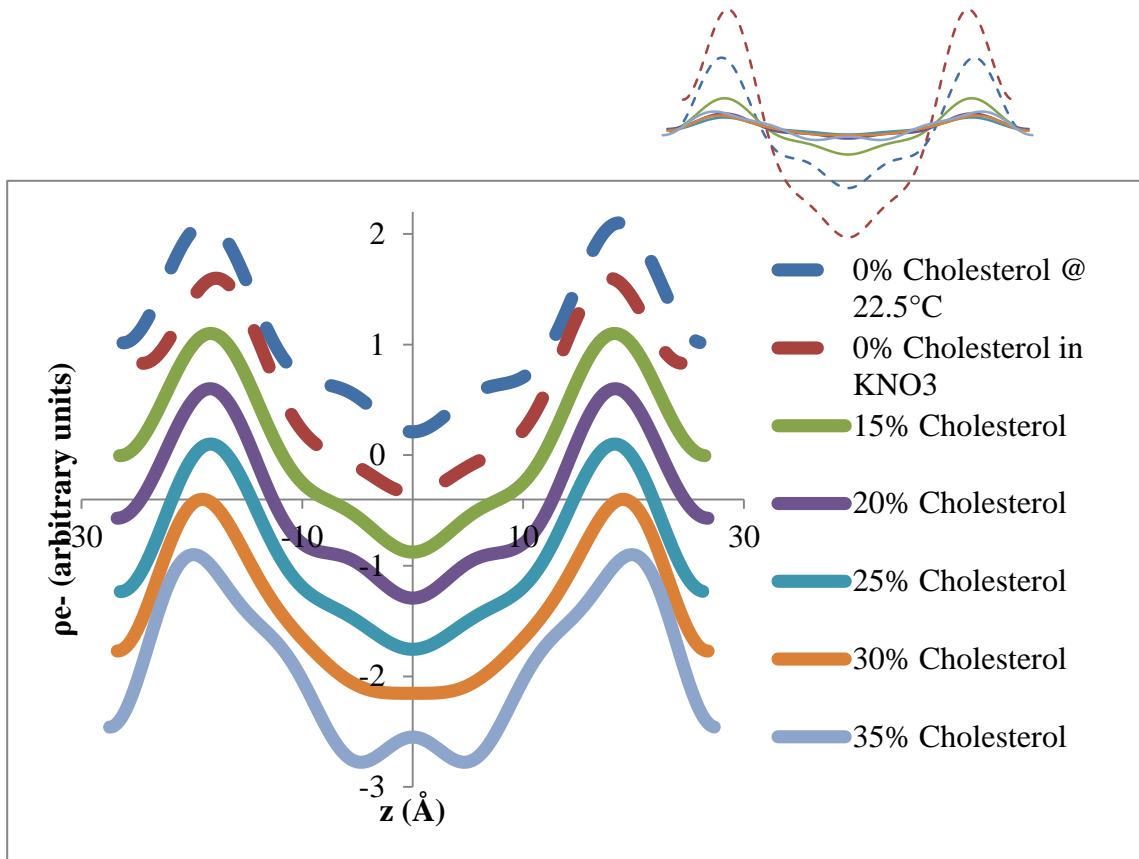 2
1
0
-1
-2
-3
30
-10
10
30
ρe- (arbitrary units)
z (Å)
0% Cholesterol @
22.5°C
0% Cholesterol in
KNO3
15% Cholesterol
20% Cholesterol
25% Cholesterol
30% Cholesterol
35% Cholesterol